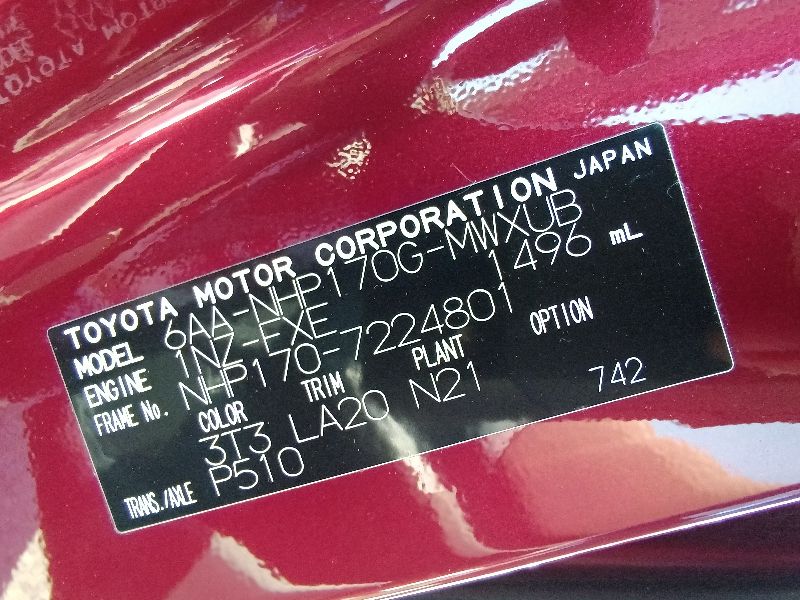 TOYOTA MOTOR CORPORATION JAPAN
MODEL 6AA-NHP170G-MWXUB
ENGINE 1NZ-FXE 1496 mL
FRAME No. NHP170-7224801
COLOR TRIM PLANT OPTION
3T3 LA20 N21 742
TRANS./AXLE P510